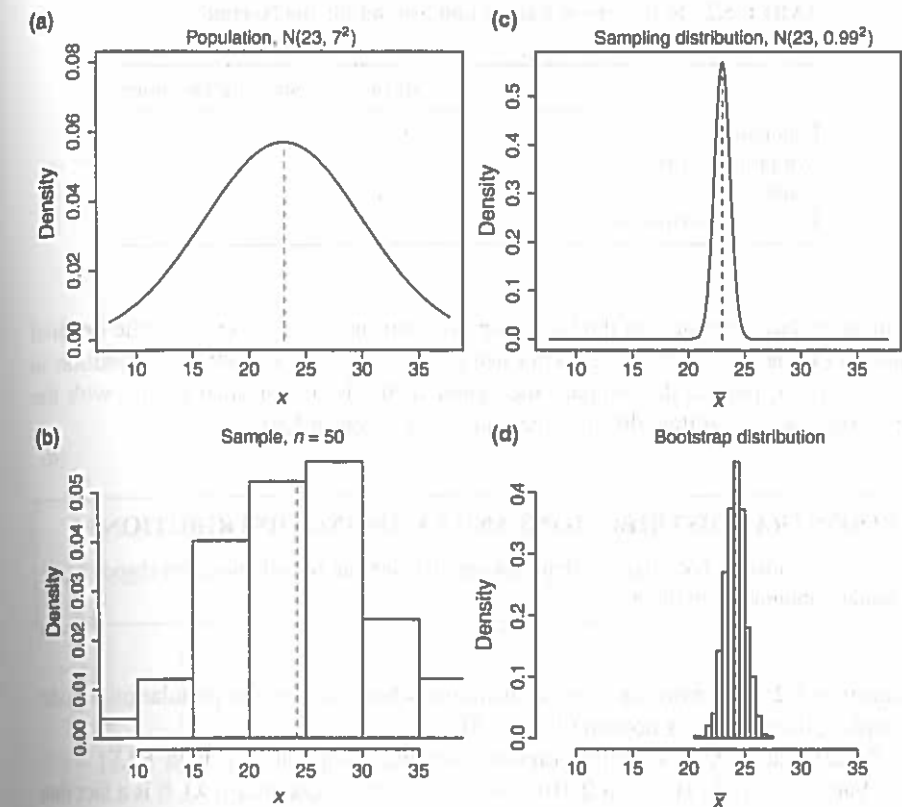 (a)
Population, N(23, 7²)
0.08
0.06
0.04
0.02
0.00
Density
10 15 20 25 30 35
x
(c)
Sampling distribution, N(23, 0.99²)
0.5
0.4
0.3
0.2
0.1
0.0
Density
10 15 20 25 30 35
x̅
(b)
Sample, n = 50
0.05
0.04
0.03
0.02
0.01
0.00
Density
10 15 20 25 30 35
x
(d)
Bootstrap distribution
0.4
0.3
0.2
0.1
0.0
Density
10 15 20 25 30 35
x̅